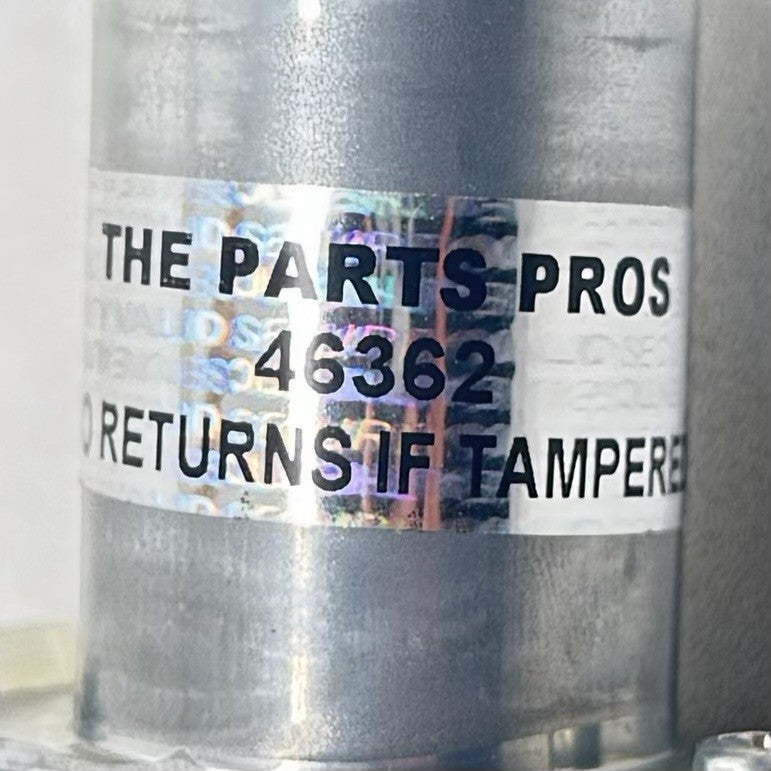 THE PARTS PROS
46362
O RETURNS IF TAMPERE